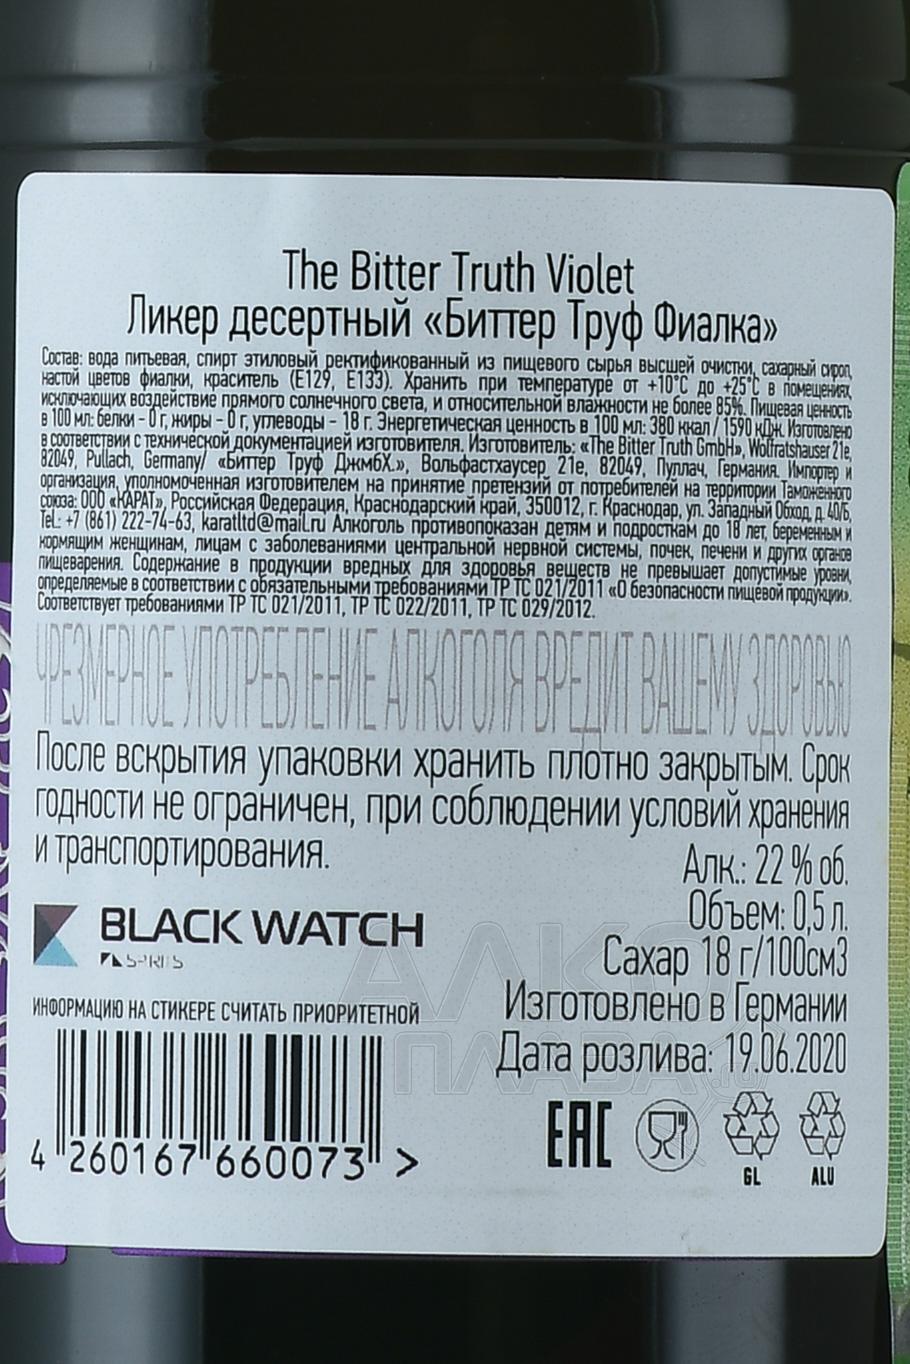 The Bitter Truth Violet
Ликер десертный «Биттер Труф Фиалка»
Состав: вода питьевая, спирт этиловый ректификованный из пищевого сырья высшей очистки, сахарный сироп,
настой цветов фиалки, краситель (E129, E133). Хранить при температуре от +10°C до +25°C в помещениях,
исключающих воздействие прямого солнечного света, и относительной влажности не более 85%. Пищевая ценность
в 100 мл: белки - 0 г, жиры - 0 г, углеводы - 18 г. Энергетическая ценность в 100 мл: 380 ккал / 1590 кДж. Изготовлено
в соответствии с технической документацией изготовителя. Изготовитель: «The Bitter Truth GmbH», Wolfratshauser 21e,
82049, Pullach, Germany/ «Биттер Труф ДжмбХ.», Вольфастхаусер, 21е, 82049, Пуллач, Германия. Импортер и
организация, уполномоченная изготовителем на принятие претензий от потребителей на территории Таможенного
союза: ООО «КАРАТ», Российская Федерация, Краснодарский край, 350012, г. Краснодар, ул. Западный Обход, д. 40/Б,
Tel.: +7 (861) 222-74-63, karatltd@mail.ru Алкоголь противопоказан детям и подросткам до 18 лет, беременным и
кормящим женщинам, лицам с заболеваниями центральной нервной системы, почек, печени и других органов
пищеварения. Содержание в продукции вредных для здоровья веществ не превышает допустимые уровни,
определяемые в соответствии с обязательными требованиями ТР ТС 021/2011 «О безопасности пищевой продукции».
Соответствует требованиями ТР ТС 021/2011, ТР ТС 022/2011, ТР ТС 029/2012.
ЧРЕЗМЕРНОЕ УПОТРЕБЛЕНИЕ АЛКОГОЛЯ ВРЕДИТ ВАШЕМУ ЗДОРОВЬЮ
После вскрытия упаковки хранить плотно закрытым. Срок
годности не ограничен, при соблюдении условий хранения
и транспортирования.
Алк.: 22 % об.
Объем: 0,5 л.
Сахар 18 г/100см3
Изготовлено в Германии
Дата розлива: 19.06.2020
BLACK WATCH
SPIRITS
ИНФОРМАЦИЮ НА СТИКЕРЕ СЧИТАТЬ ПРИОРИТЕТНОЙ
4 260167 660073 >
EAC
GL
ALU
АЛКО
ПЛАЗА.ru